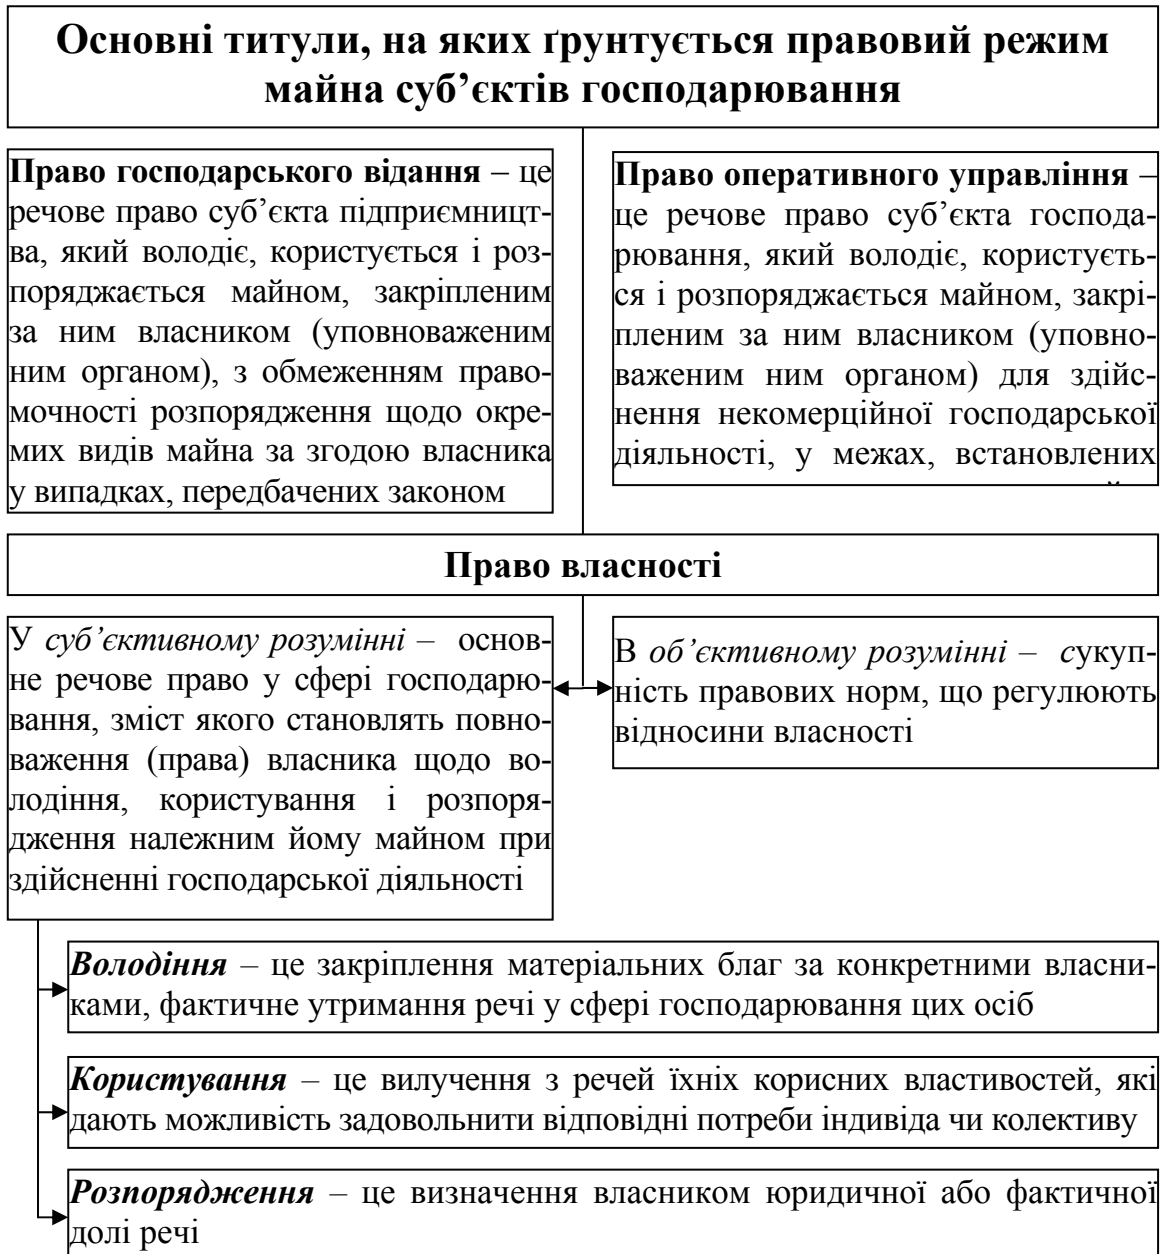 Основні титули, на яких ґрунтується правовий режим
майна суб’єктів господарювання
Право господарського відання – це
речове право суб’єкта підприємницт-
ва, який володіє, користується і роз-
поряджається майном, закріпленим
за ним власником (уповноваженим
ним органом), з обмеженням право-
мочності розпорядження щодо окре-
мих видів майна за згодою власника
у випадках, передбачених законом
Право оперативного управління –
це речове право суб’єкта господа-
рювання, який володіє, користуєть-
ся і розпоряджається майном, закрі-
пленим за ним власником (уповно-
важеним ним органом) для здійс-
нення некомерційної господарської
діяльності, у межах, встановлених
Право власності
У суб’єктивному розумінні – основ-
не речове право у сфері господарю-
вання, зміст якого становлять повно-
важення (права) власника щодо во-
лодіння, користування і розпоря-
дження належним йому майном при
здійсненні господарської діяльності
В об’єктивному розумінні – сукуп-
ність правових норм, що регулюють
відносини власності
Володіння – це закріплення матеріальних благ за конкретними власни-
ками, фактичне утримання речі у сфері господарювання цих осіб
Користування – це вилучення з речей їхніх корисних властивостей, які
дають можливість задовольнити відповідні потреби індивіда чи колективу
Розпорядження – це визначення власником юридичної або фактичної
долі речі